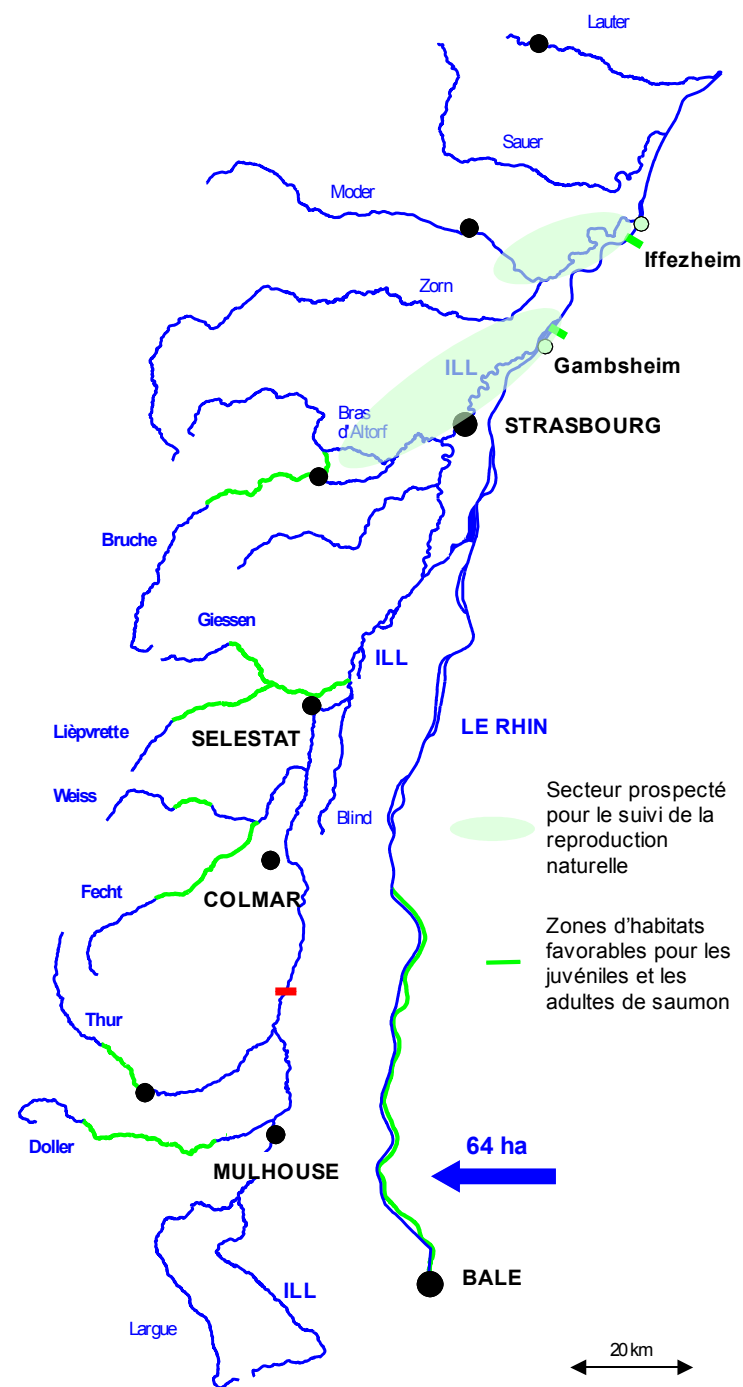 Lauter
Sauer
Moder
Iffezheim
Zorn
Gambsheim
ILL
Bras
d'Altorf
STRASBOURG
Bruche
Giessen
ILL
Lièpvrette
SELESTAT
LE RHIN
Weiss
Blind
Secteur prospecté
pour le suivi de la
reproduction
naturelle
Fecht
COLMAR
Zones d'habitats
favorables pour les
juvéniles et les
adultes de saumon
Thur
Doller
64 ha
MULHOUSE
BALE
ILL
Largue
20 km